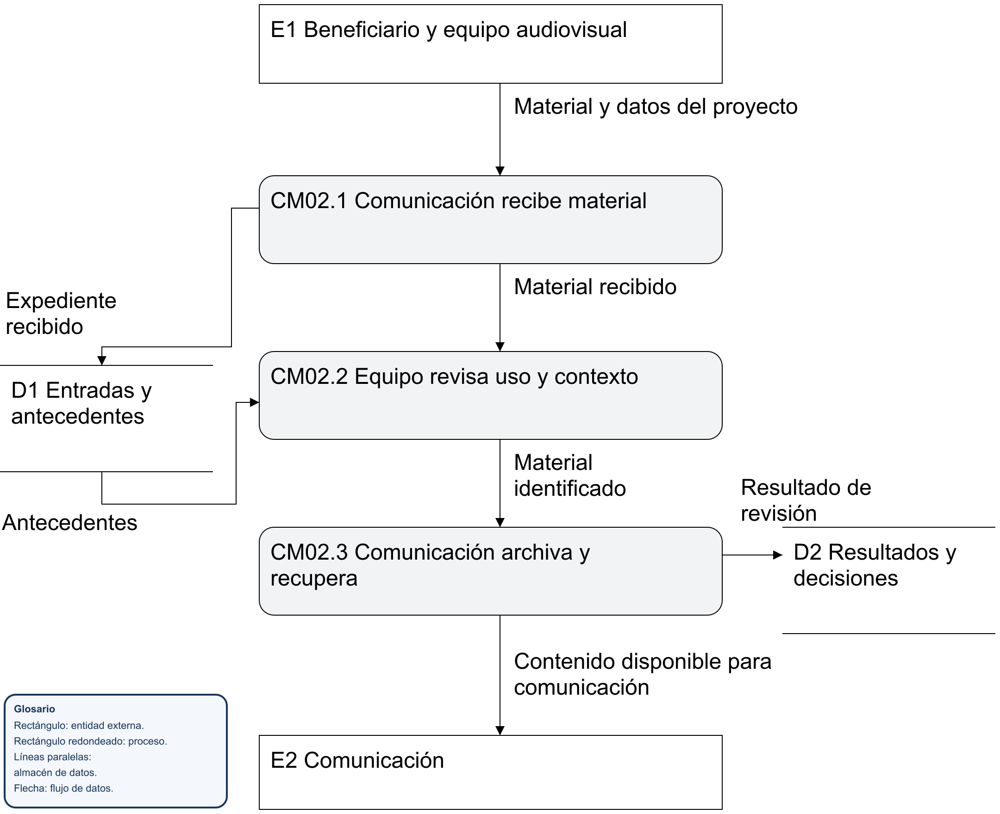 E1 Beneficiario y equipo audiovisual
Material y datos del proyecto
CM02.1 Comunicación recibe material
Material recibido
Expediente
recibido
D1 Entradas y
antecedentes
CM02.2 Equipo revisa uso y contexto
Antecedentes
Material
identificado
Resultado de
revisión
CM02.3 Comunicación archiva y
recupera
D2 Resultados y
decisiones
Contenido disponible para
comunicación
E2 Comunicación
Glosario
Rectángulo: entidad externa.
Rectángulo redondeado: proceso.
Líneas paralelas:
almacén de datos.
Flecha: flujo de datos.